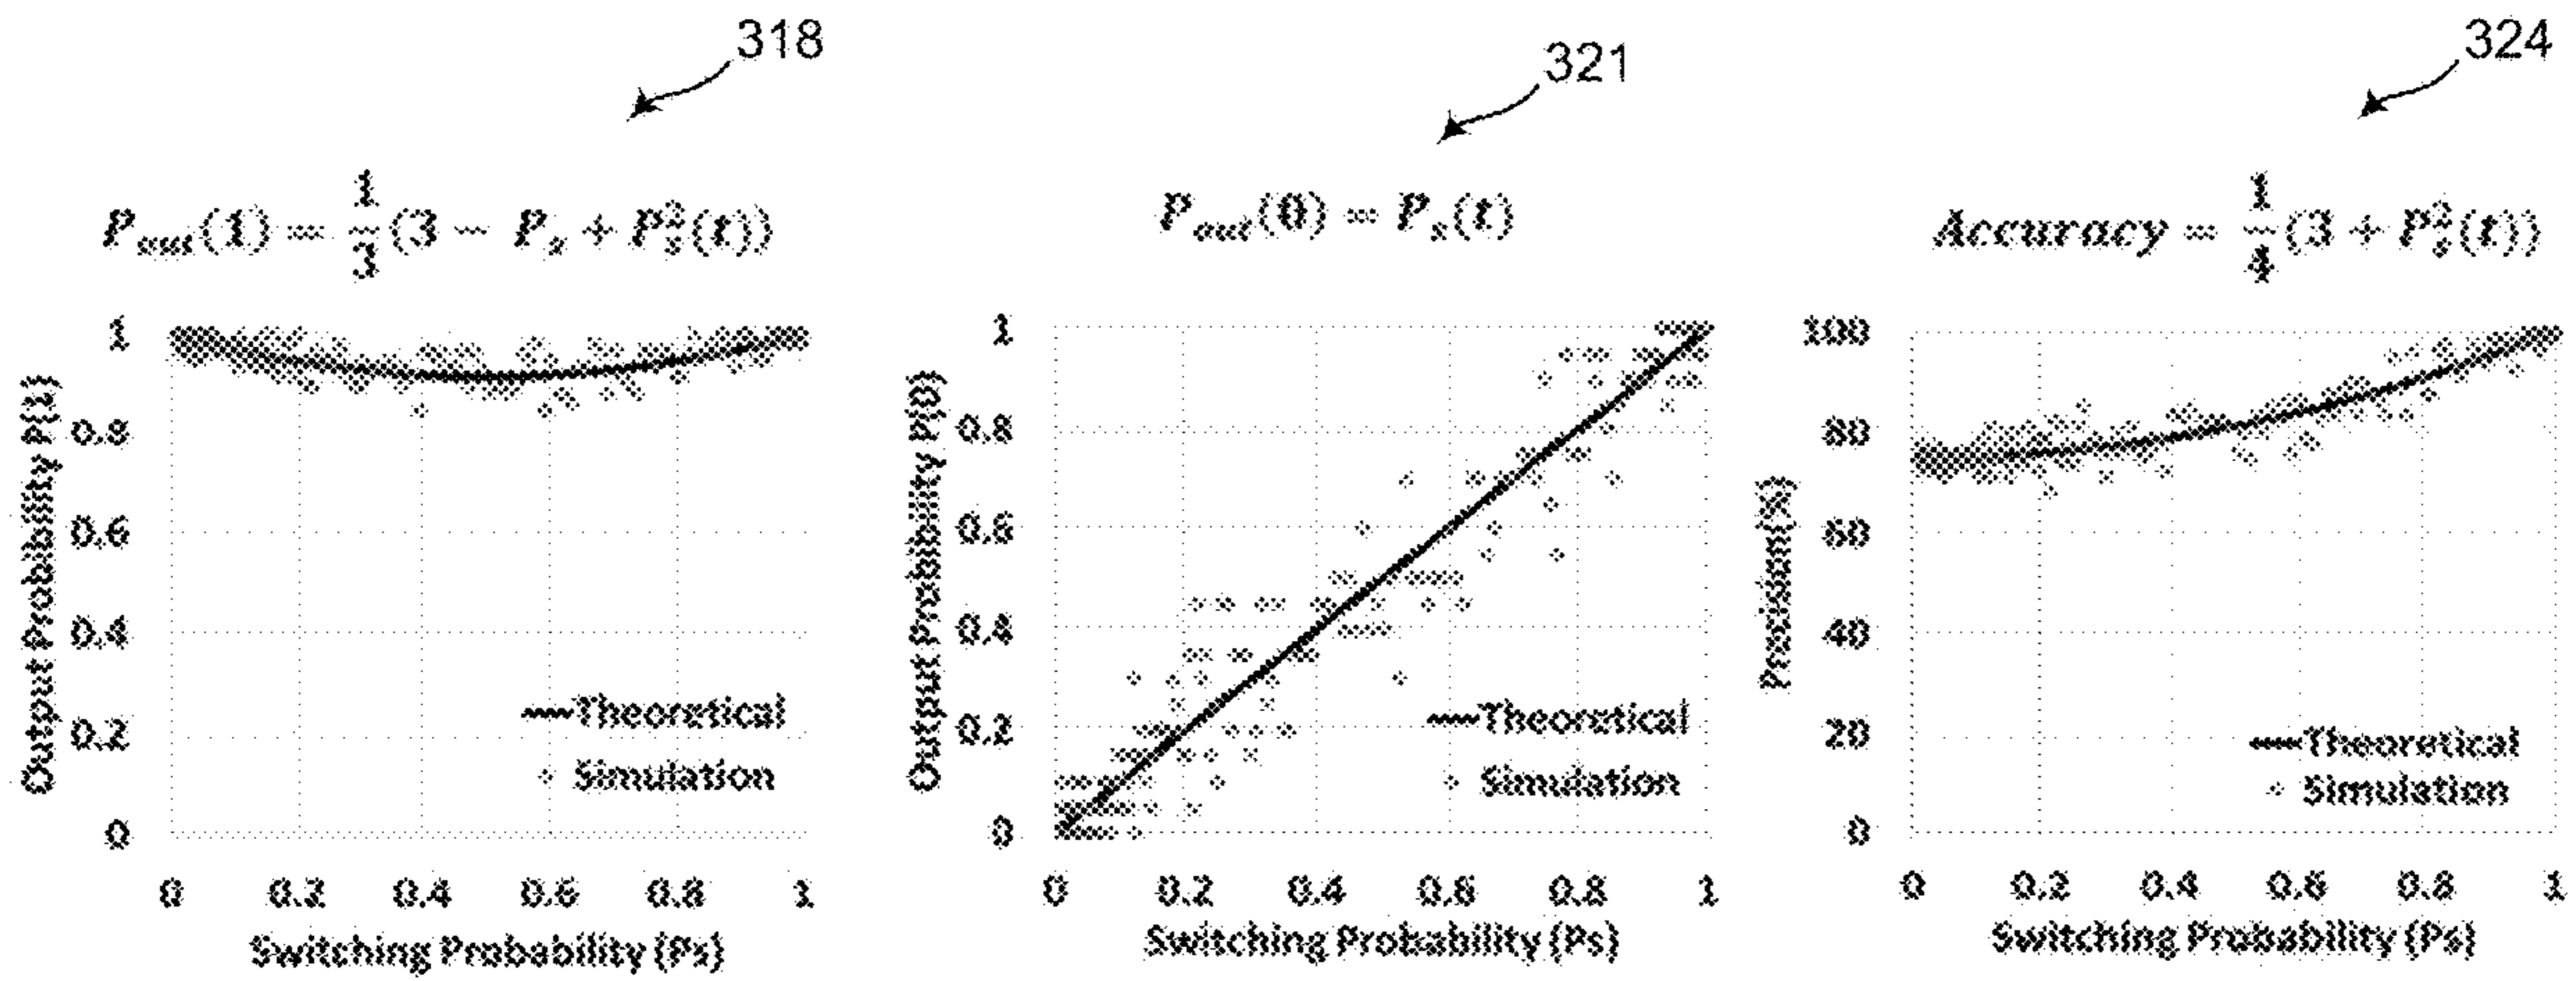 318
P_out(1) = 1/3 (3 − P_s + P_s^2(t))
1
0.8
0.6
0.4
0.2
0
Output Probability P(1)
Theoretical
Simulation
0 0.2 0.4 0.6 0.8 1
Switching Probability (Ps)
321
P_out(0) = P_s(t)
1
0.8
0.6
0.4
0.2
0
Output Probability P(0)
Theoretical
Simulation
0 0.2 0.4 0.6 0.8 1
Switching Probability (Ps)
324
Accuracy = 1/4 (3 + P_s^2(t))
100
80
60
40
20
0
Precision(%)
Theoretical
Simulation
0 0.2 0.4 0.6 0.8 1
Switching Probability (Ps)